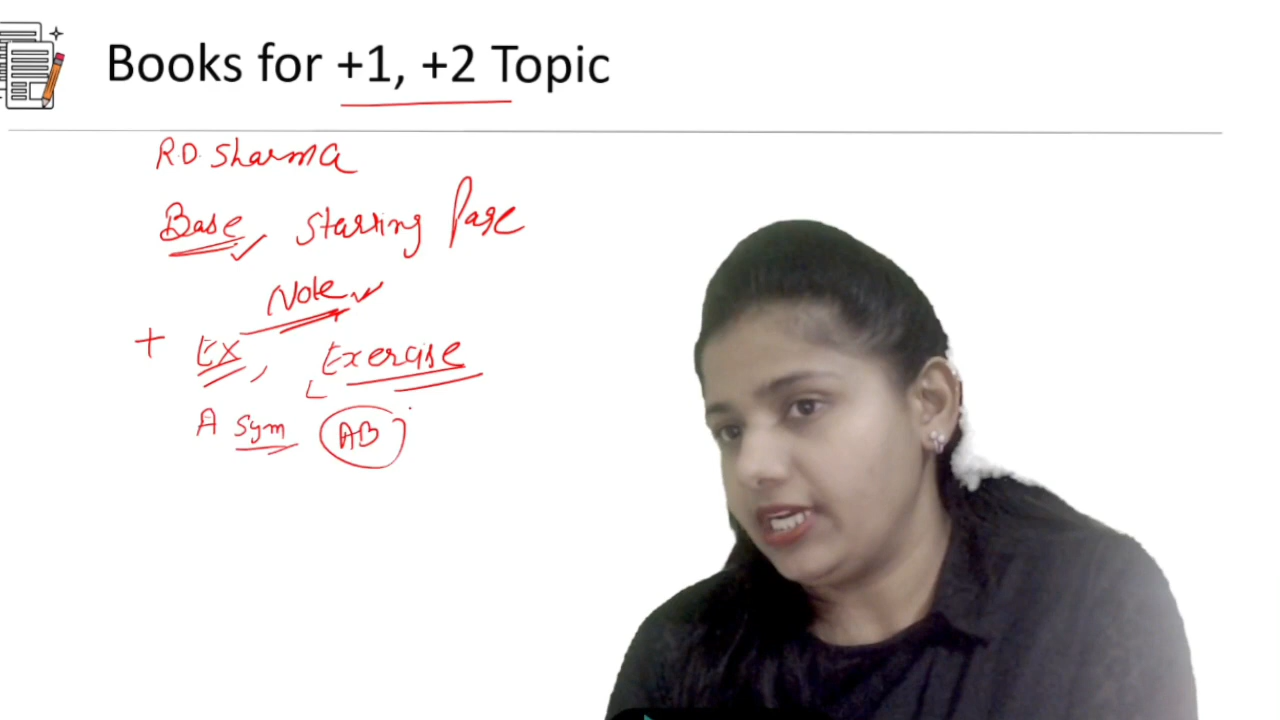 Books for +1, +2 Topic
R.D. Sharma
Base, Starting Page
Note
+ EX, Exercise
A Sym AB